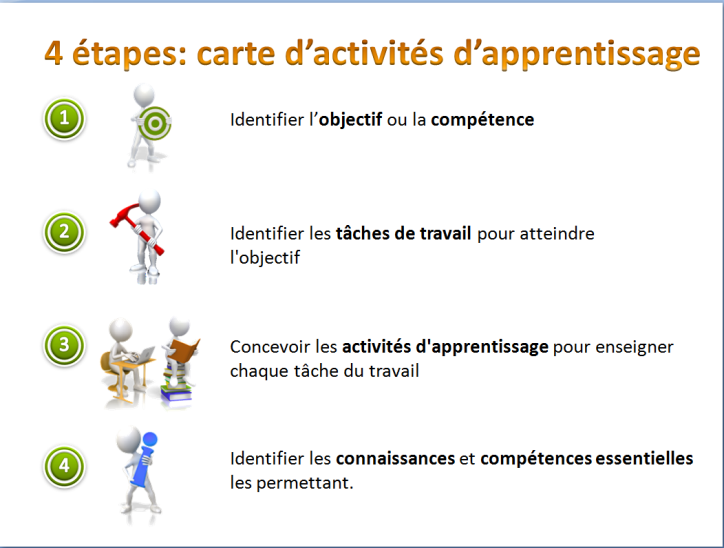 4 étapes: carte d'activités d'apprentissage
1
Identifier l'objectif ou la compétence
2
Identifier les tâches de travail pour atteindre
l'objectif
3
Concevoir les activités d'apprentissage pour enseigner
chaque tâche du travail
4
Identifier les connaissances et compétences essentielles
les permettant.